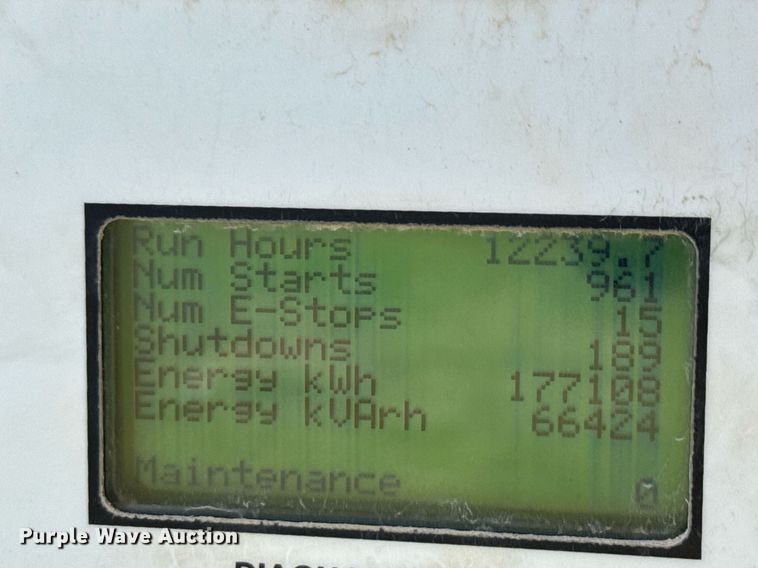 Run Hours 12239.7
Num Starts 961
Num E-Stops 15
Shutdowns 189
Energy kWh 177108
Energy kVArh 66424
Maintenance 0
Purple Wave Auction